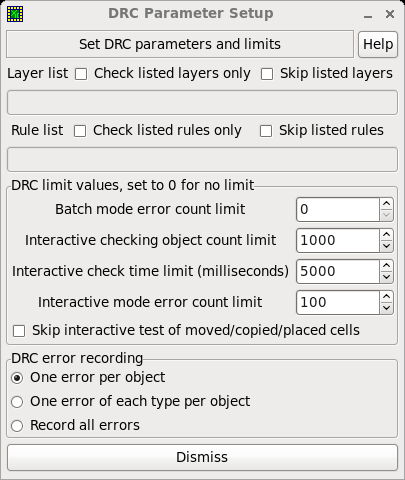 DRC Parameter Setup
Set DRC parameters and limits Help
Layer list Check listed layers only Skip listed layers
Rule list Check listed rules only Skip listed rules
DRC limit values, set to 0 for no limit
Batch mode error count limit 0
Interactive checking object count limit 1000
Interactive check time limit (milliseconds) 5000
Interactive mode error count limit 100
Skip interactive test of moved/copied/placed cells
DRC error recording
One error per object
One error of each type per object
Record all errors
Dismiss